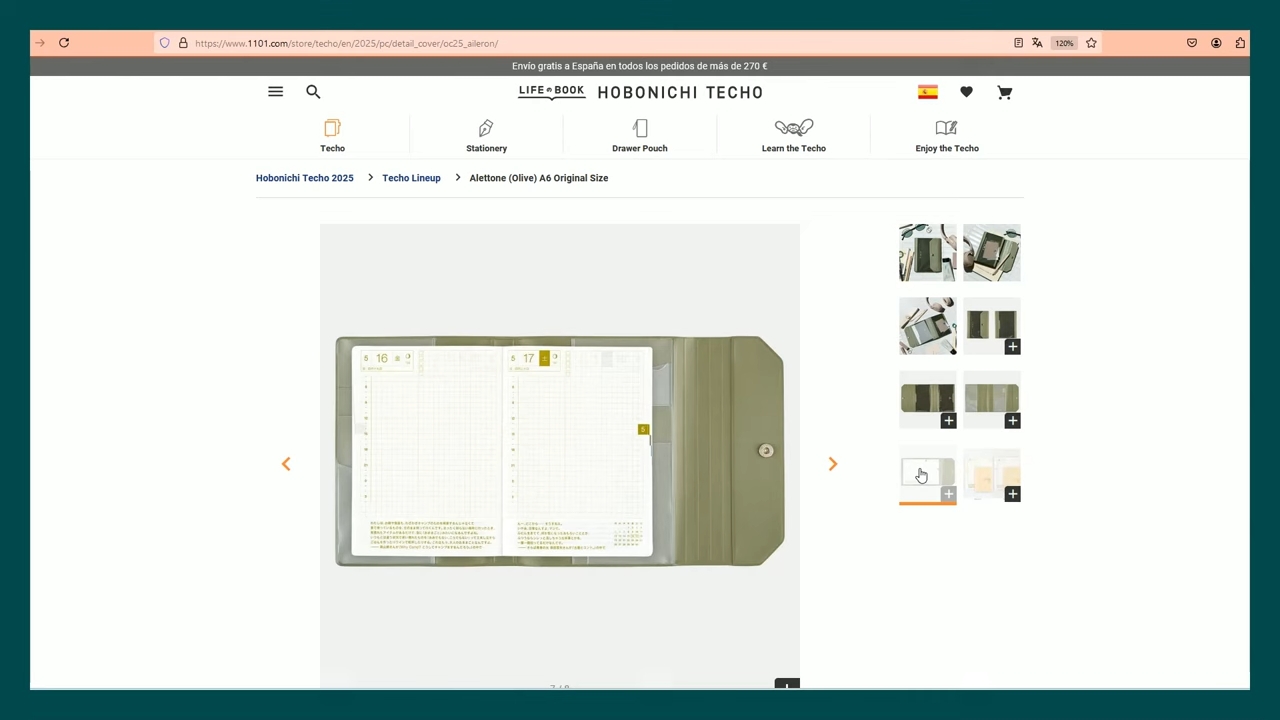 https://www.1101.com/store/techo/en/2025/pc/detail_cover/oc25_aileron/
120%
Envío gratis a España en todos los pedidos de más de 270 €
LIFE BOOK HOBONICHI TECHO
Techo
Stationery
Drawer Pouch
Learn the Techo
Enjoy the Techo
Hobonichi Techo 2025 > Techo Lineup > Alettone (Olive) A6 Original Size
5 16
5 17 土
5